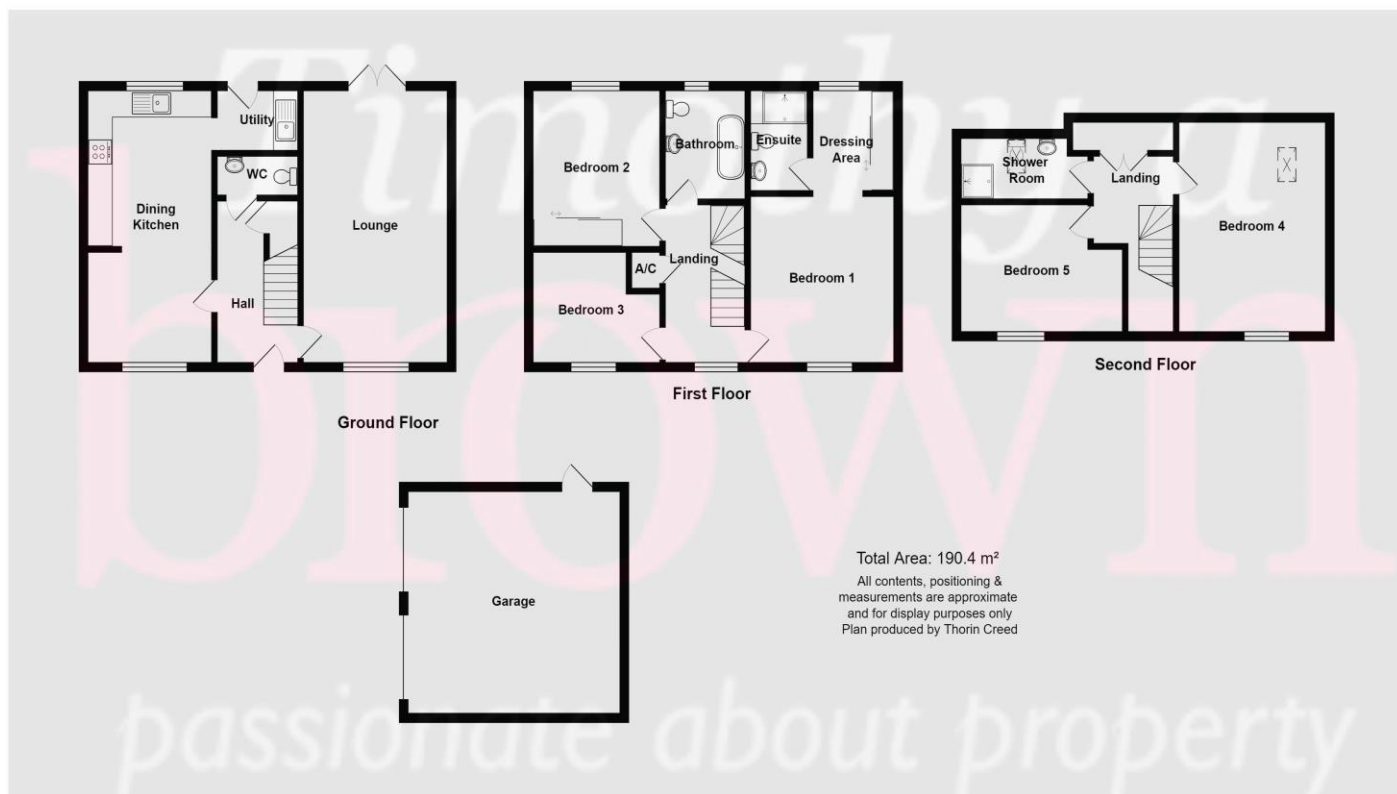 Timothy a
brown
passionate about property
Utility
WC
Dining
Kitchen
Lounge
Hall
Ground Floor
Bedroom 2
Bathroom
Ensuite
Dressing
Area
A/C
Landing
Bedroom 3
Bedroom 1
First Floor
Shower
Room
Landing
Bedroom 4
Bedroom 5
Second Floor
Garage
Total Area: 190.4 m²
All contents, positioning &
measurements are approximate
and for display purposes only
Plan produced by Thorin Creed